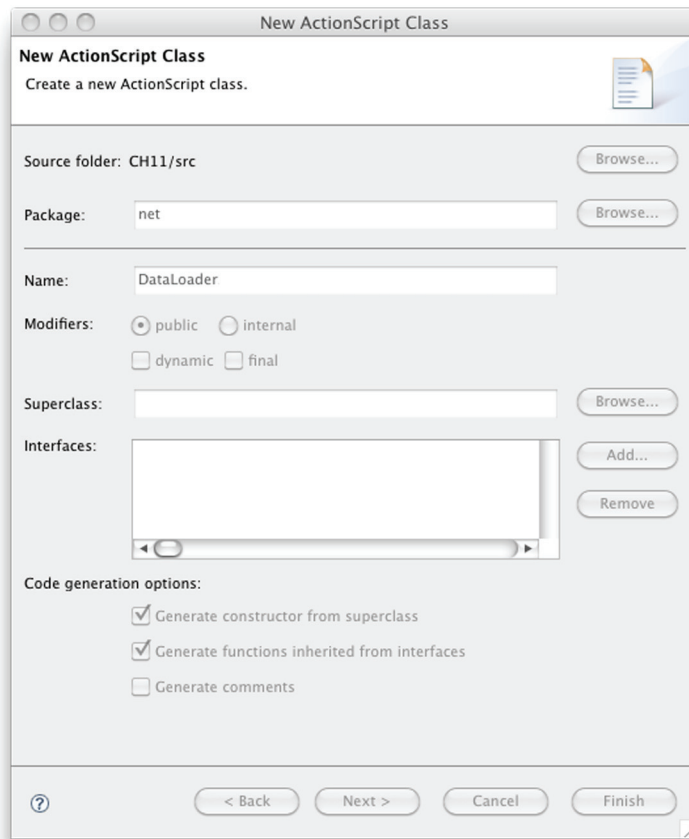 New ActionScript Class
New ActionScript Class
Create a new ActionScript class.
Source folder: CH11/src Browse...
Package: net Browse...
Name: DataLoader
Modifiers: public internal
dynamic final
Superclass: Browse...
Interfaces: Add...
Remove
Code generation options:
Generate constructor from superclass
Generate functions inherited from interfaces
Generate comments
? < Back Next > Cancel Finish